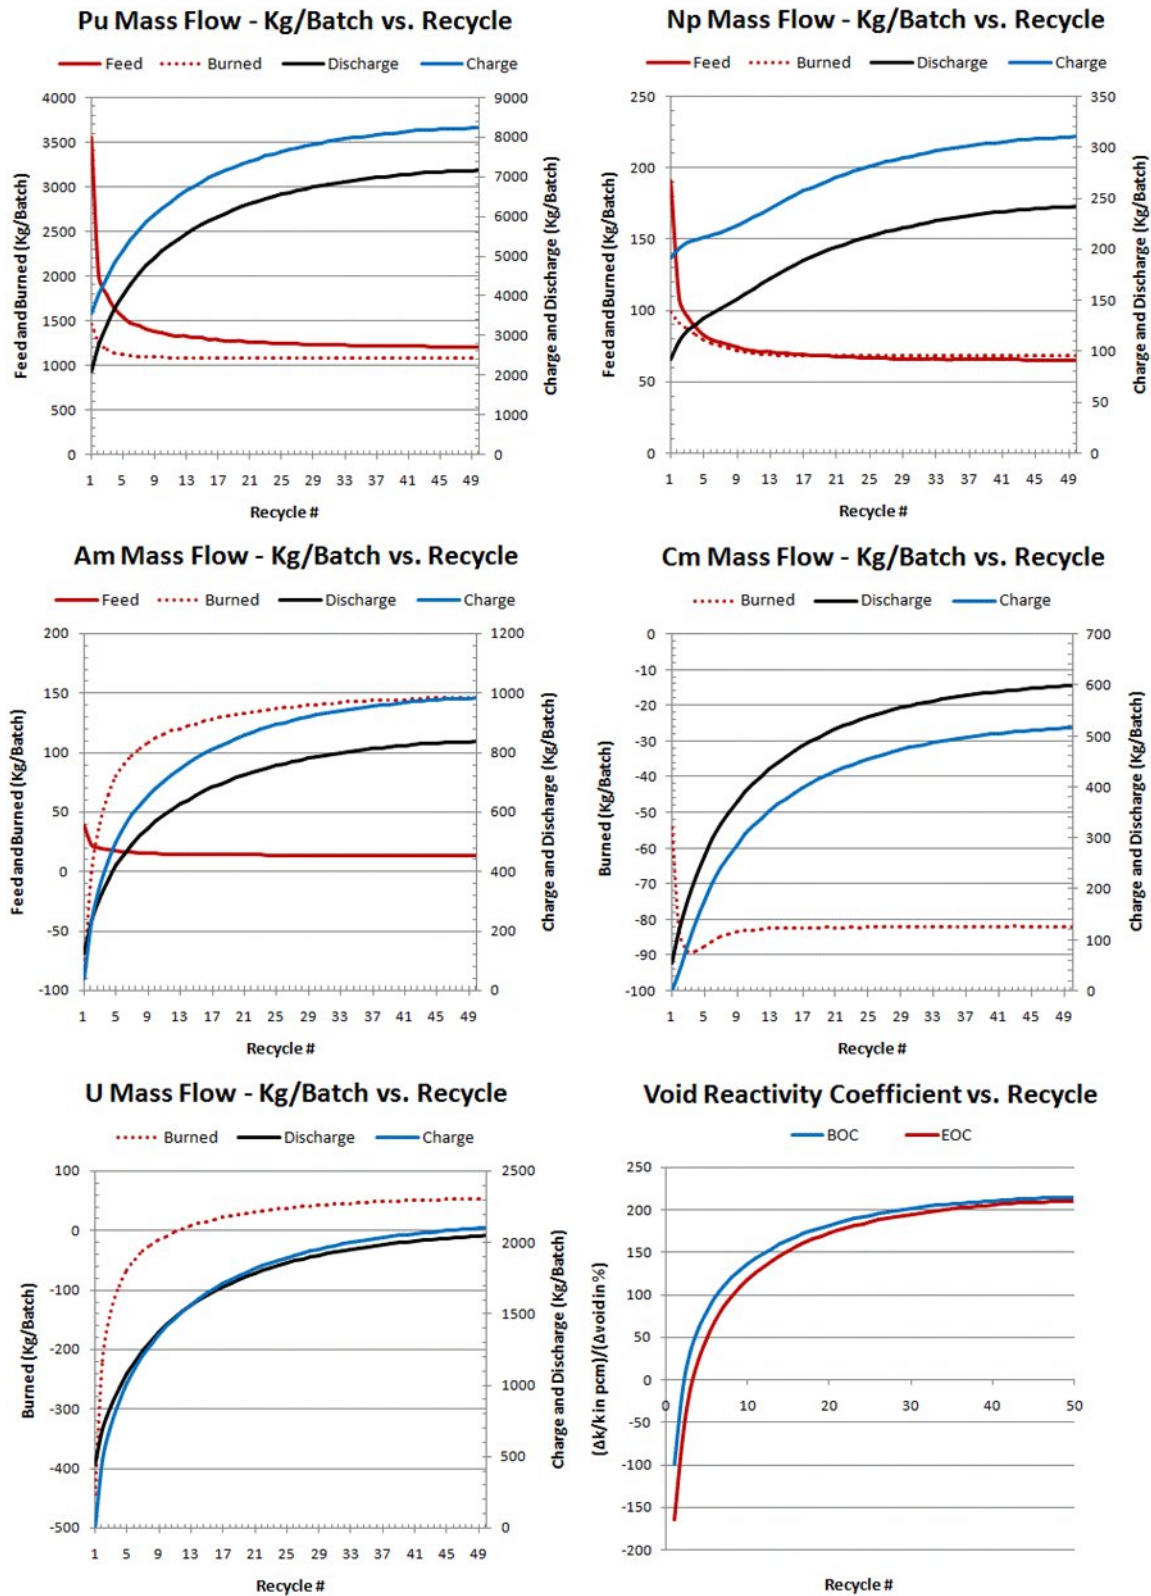 Pu Mass Flow - Kg/Batch vs. Recycle
Feed Burned Discharge Charge
4000 3500 3000 2500 2000 1500 1000 500 0
Feed and Burned (Kg/Batch)
9000 8000 7000 6000 5000 4000 3000 2000 1000 0
Charge and Discharge (Kg/Batch)
1 5 9 13 17 21 25 29 33 37 41 45 49
Recycle #
Np Mass Flow - Kg/Batch vs. Recycle
Feed Burned Discharge Charge
250 200 150 100 50 0
Feed and Burned (Kg/Batch)
350 300 250 200 150 100 50 0
Charge and Discharge (Kg/Batch)
1 5 9 13 17 21 25 29 33 37 41 45 49
Recycle #
Am Mass Flow - Kg/Batch vs. Recycle
Feed Burned Discharge Charge
200 150 100 50 0 -50 -100
Feed and Burned (Kg/Batch)
1200 1000 800 600 400 200 0
Charge and Discharge (Kg/Batch)
1 5 9 13 17 21 25 29 33 37 41 45 49
Recycle #
Cm Mass Flow - Kg/Batch vs. Recycle
Burned Discharge Charge
0 -10 -20 -30 -40 -50 -60 -70 -80 -90 -100
Burned (Kg/Batch)
700 600 500 400 300 200 100 0
Charge and Discharge (Kg/Batch)
1 5 9 13 17 21 25 29 33 37 41 45 49
Recycle #
U Mass Flow - Kg/Batch vs. Recycle
Burned Discharge Charge
100 0 -100 -200 -300 -400 -500
Burned (Kg/Batch)
2500 2000 1500 1000 500 0
Charge and Discharge (Kg/Batch)
1 5 9 13 17 21 25 29 33 37 41 45 49
Recycle #
Void Reactivity Coefficient vs. Recycle
BOC EOC
250 200 150 100 50 0 -50 -100 -150 -200
(Δk/k in pcm)/(Δvoid in %)
0 10 20 30 40 50
Recycle #